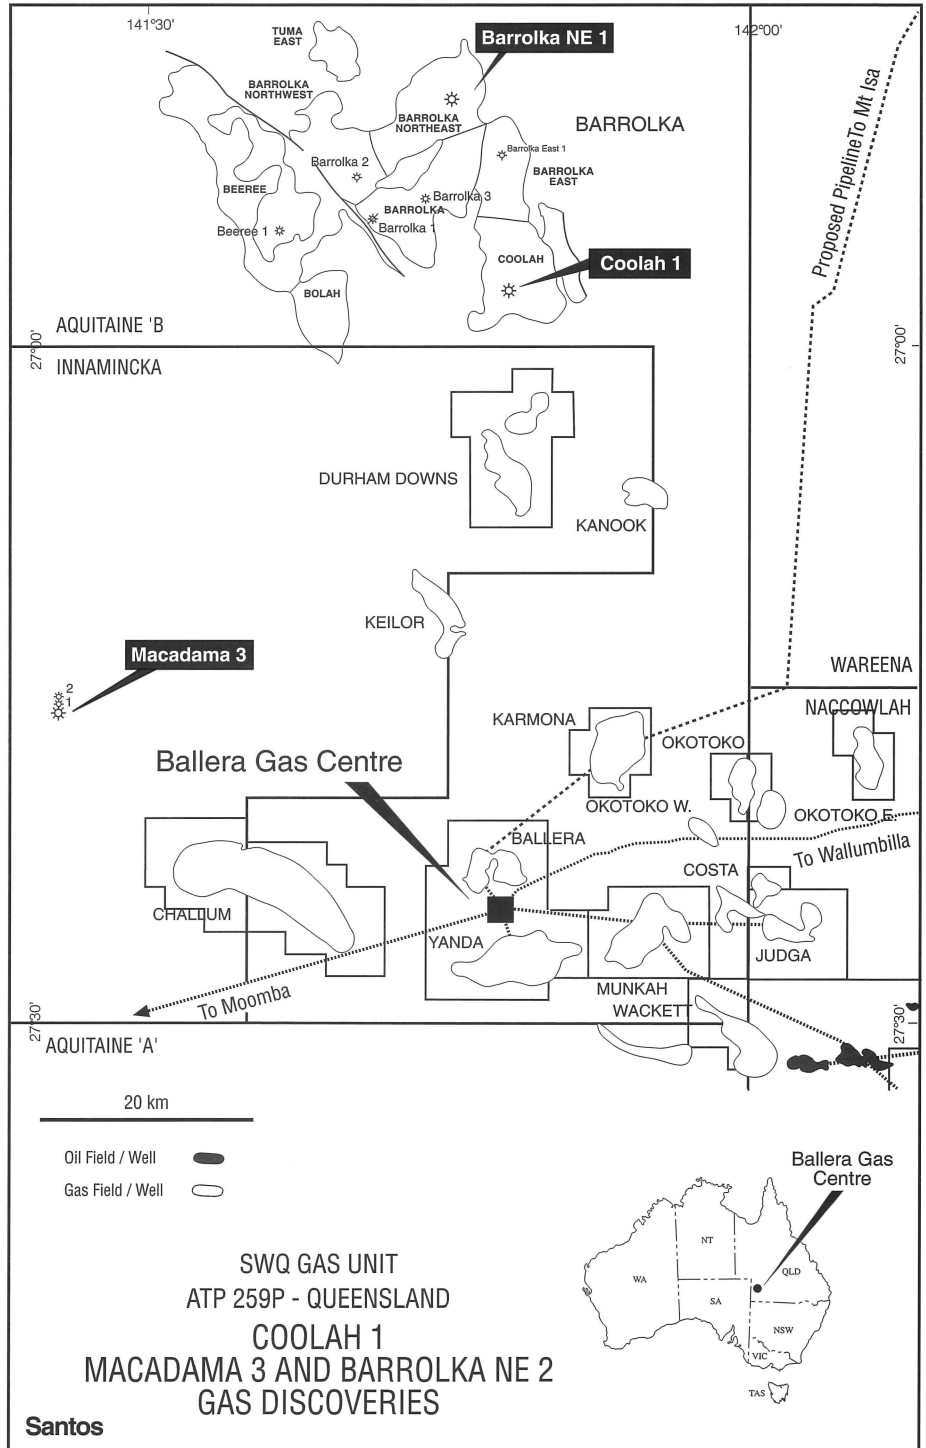 141°30'
142°00'
TUMA
EAST
Barrolka NE 1
BARROLKA
NORTHWEST
BARROLKA
NORTHEAST
BARROLKA
Barrolka East 1
Barrolka 2
BARROLKA
EAST
BEEREE
Barrolka 3
BARROLKA
Barrolka 1
Beeree 1
COOLAH
Coolah 1
BOLAH
Proposed PipelineTo Mt Isa
AQUITAINE 'B
27°00'
27°00'
INNAMINCKA
DURHAM DOWNS
KANOOK
KEILOR
Macadama 3
2
1
WAREENA
NACCOWLAH
KARMONA
OKOTOKO
Ballera Gas Centre
OKOTOKO W.
OKOTOKO E.
BALLERA
To Wallumbilla
COSTA
CHALLUM
YANDA
JUDGA
MUNKAH
To Moomba
WACKETT
27°30'
27°30'
AQUITAINE 'A'
20 km
Oil Field / Well
Gas Field / Well
Ballera Gas
Centre
NT
WA
QLD
SA
NSW
VIC
TAS
SWQ GAS UNIT
ATP 259P - QUEENSLAND
COOLAH 1
MACADAMA 3 AND BARROLKA NE 2
GAS DISCOVERIES
Santos